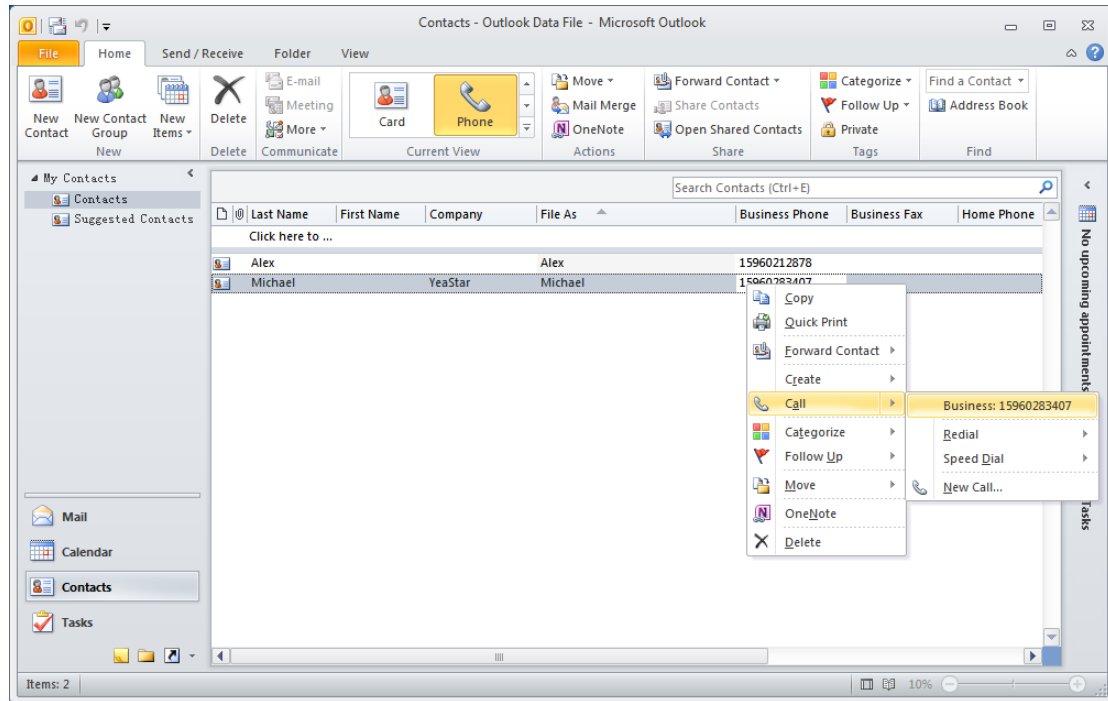 Contacts - Outlook Data File - Microsoft Outlook
File Home Send / Receive Folder View
New Contact
New Contact Group
New Items
Delete
E-mail
Meeting
More
Card
Phone
Move
Mail Merge
OneNote
Forward Contact
Share Contacts
Open Shared Contacts
Categorize
Follow Up
Private
Find a Contact
Address Book
New Delete Communicate Current View Actions Share Tags Find
My Contacts
Contacts
Suggested Contacts
Search Contacts (Ctrl+E)
Last Name First Name Company File As Business Phone Business Fax Home Phone
Click here to ...
Alex Alex 15960212878
Michael YeaStar Michael 15960283407
Copy
Quick Print
Forward Contact
Create
Call
Categorize
Follow Up
Move
OneNote
Delete
Business: 15960283407
Redial
Speed Dial
New Call...
No upcoming appointments
Tasks
Mail
Calendar
Contacts
Tasks
Items: 2
10%